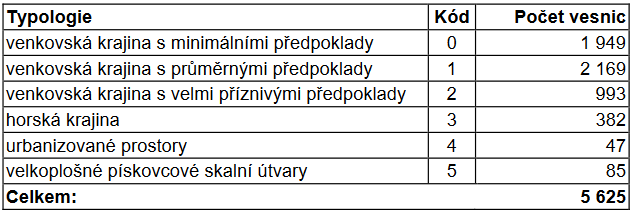 Typologie Kód Počet vesnic
venkovská krajina s minimálními předpoklady 0 1 949
venkovská krajina s průměrnými předpoklady 1 2 169
venkovská krajina s velmi příznivými předpoklady 2 993
horská krajina 3 382
urbanizované prostory 4 47
velkoplošné pískovcové skalní útvary 5 85
Celkem: 5 625